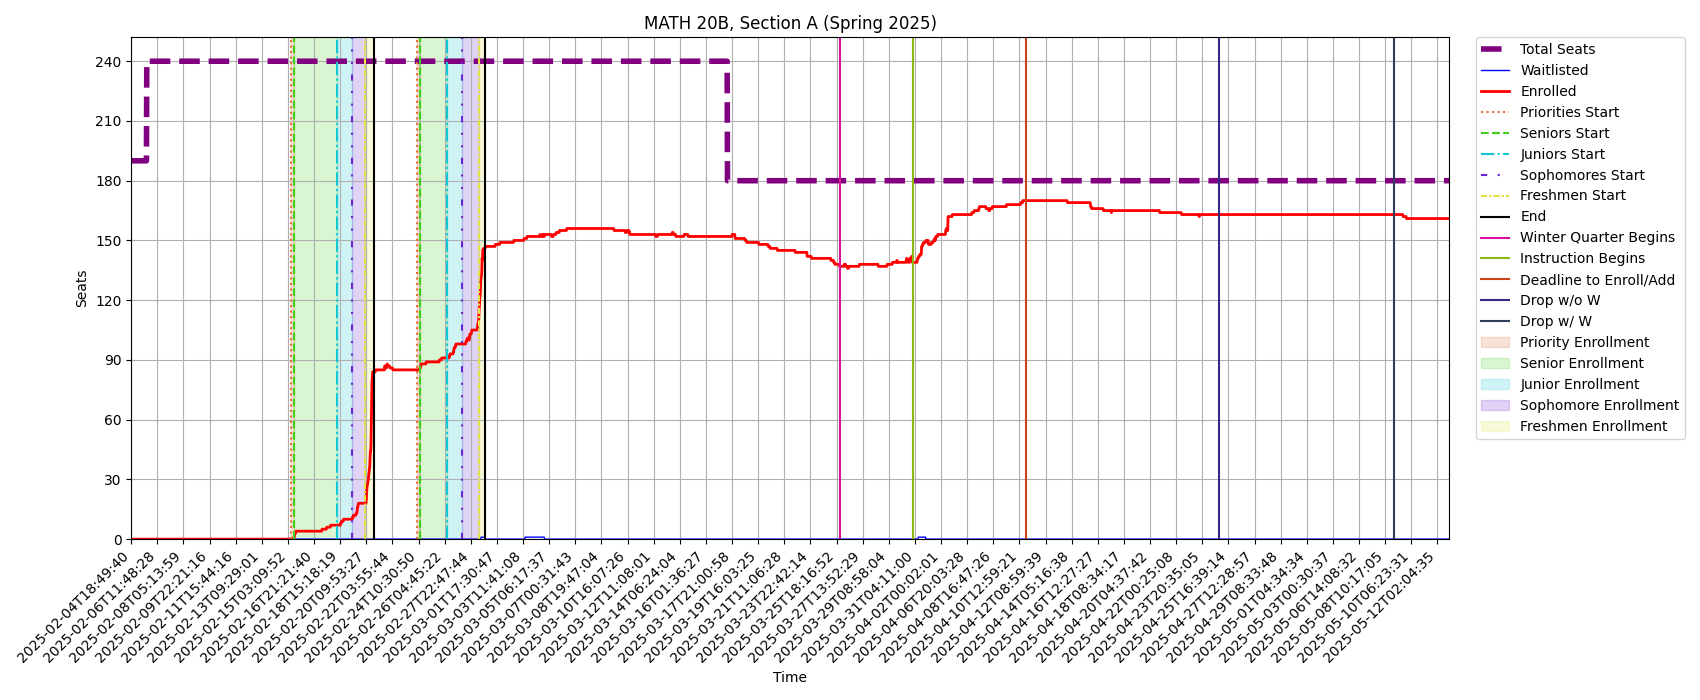 MATH 20B, Section A (Spring 2025)
Seats
240
210
180
150
120
90
60
30
0
2025-02-04T18:49:40
2025-02-06T11:48:28
2025-02-08T05:13:59
2025-02-09T22:21:16
2025-02-11T15:44:16
2025-02-13T09:29:01
2025-02-15T03:09:52
2025-02-16T21:21:40
2025-02-18T15:18:19
2025-02-20T09:53:27
2025-02-22T03:55:44
2025-02-24T10:30:50
2025-02-26T04:45:22
2025-02-27T22:47:44
2025-03-01T17:30:47
2025-03-03T11:41:08
2025-03-05T06:17:37
2025-03-07T00:31:43
2025-03-08T19:47:04
2025-03-10T16:07:26
2025-03-12T11:08:01
2025-03-14T06:24:04
2025-03-16T01:36:27
2025-03-17T21:00:58
2025-03-19T16:03:25
2025-03-21T11:06:28
2025-03-23T22:42:14
2025-03-25T18:16:52
2025-03-27T13:52:29
2025-03-29T08:58:04
2025-03-31T04:11:00
2025-04-02T00:02:01
2025-04-06T20:03:28
2025-04-08T16:47:26
2025-04-10T12:59:21
2025-04-12T08:59:39
2025-04-14T05:16:38
2025-04-16T12:27:27
2025-04-18T08:34:17
2025-04-20T04:37:42
2025-04-22T00:25:08
2025-04-23T20:35:05
2025-04-25T16:39:14
2025-04-27T12:28:57
2025-04-29T08:33:48
2025-05-01T04:34:34
2025-05-03T00:30:37
2025-05-06T14:08:32
2025-05-08T10:17:05
2025-05-10T06:23:31
2025-05-12T02:04:35
Time
Total Seats
Waitlisted
Enrolled
Priorities Start
Seniors Start
Juniors Start
Sophomores Start
Freshmen Start
End
Winter Quarter Begins
Instruction Begins
Deadline to Enroll/Add
Drop w/o W
Drop w/ W
Priority Enrollment
Senior Enrollment
Junior Enrollment
Sophomore Enrollment
Freshmen Enrollment